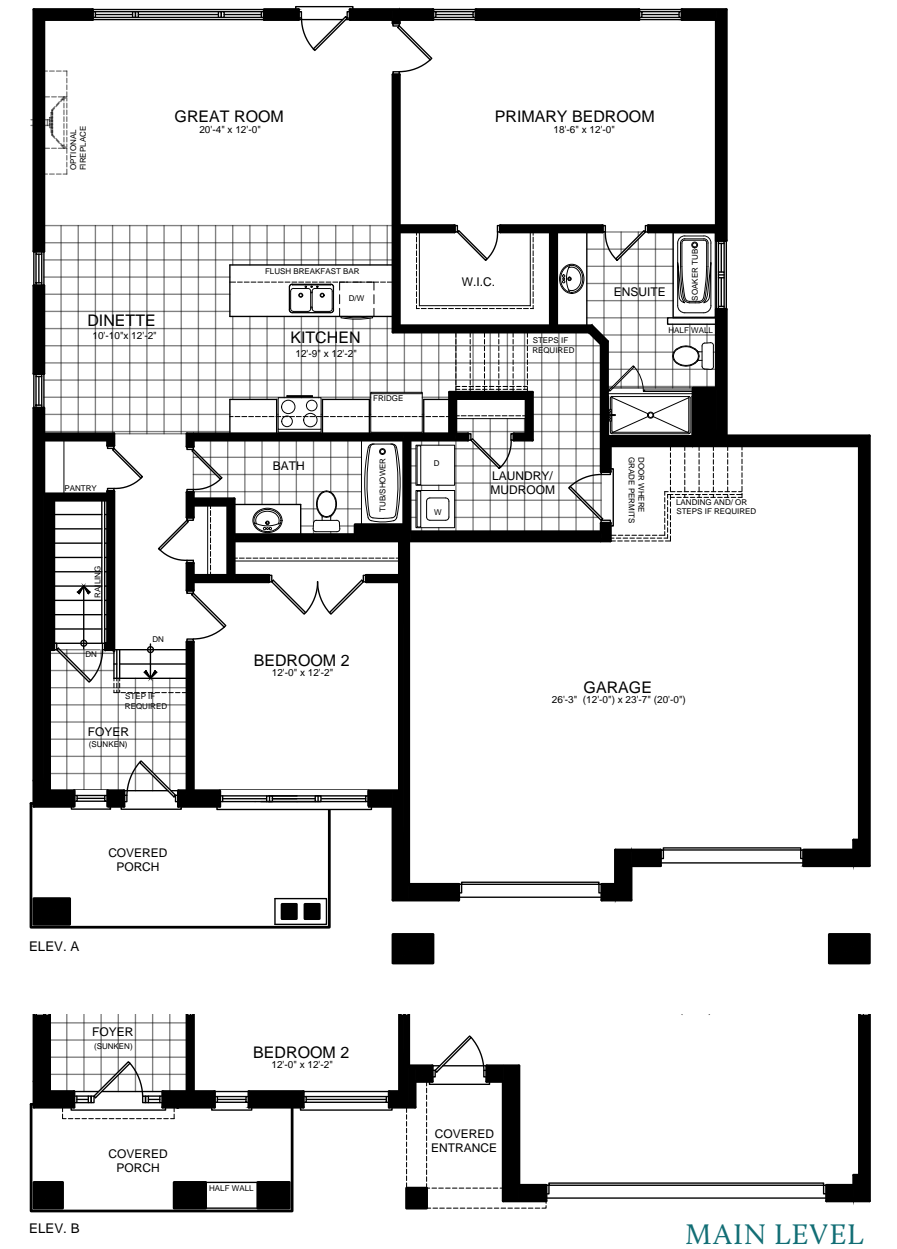 GREAT ROOM
20'-4" x 12'-0"
OPTIONAL
FIREPLACE
PRIMARY BEDROOM
18'-6" x 12'-0"
FLUSH BREAKFAST BAR
D/W
W.I.C.
ENSUITE
SOAKER TUB
HALF WALL
DINETTE
10'-10"x 12'-2"
KITCHEN
12'-9" x 12'-2"
STEPS IF
REQUIRED
FRIDGE
PANTRY
BATH
TUB/SHOWER
D
W
LAUNDRY/
MUDROOM
DOOR WHERE
GRADE PERMITS
LANDING AND/ OR
STEPS IF REQUIRED
RAILING
DN
DN
STEP IF
REQUIRED
FOYER
(SUNKEN)
BEDROOM 2
12'-0" x 12'-2"
GARAGE
26'-3" (12'-0") x 23'-7" (20'-0")
COVERED
PORCH
ELEV. A
FOYER
(SUNKEN)
BEDROOM 2
12'-0" x 12'-2"
COVERED
PORCH
HALF WALL
COVERED
ENTRANCE
ELEV. B
MAIN LEVEL